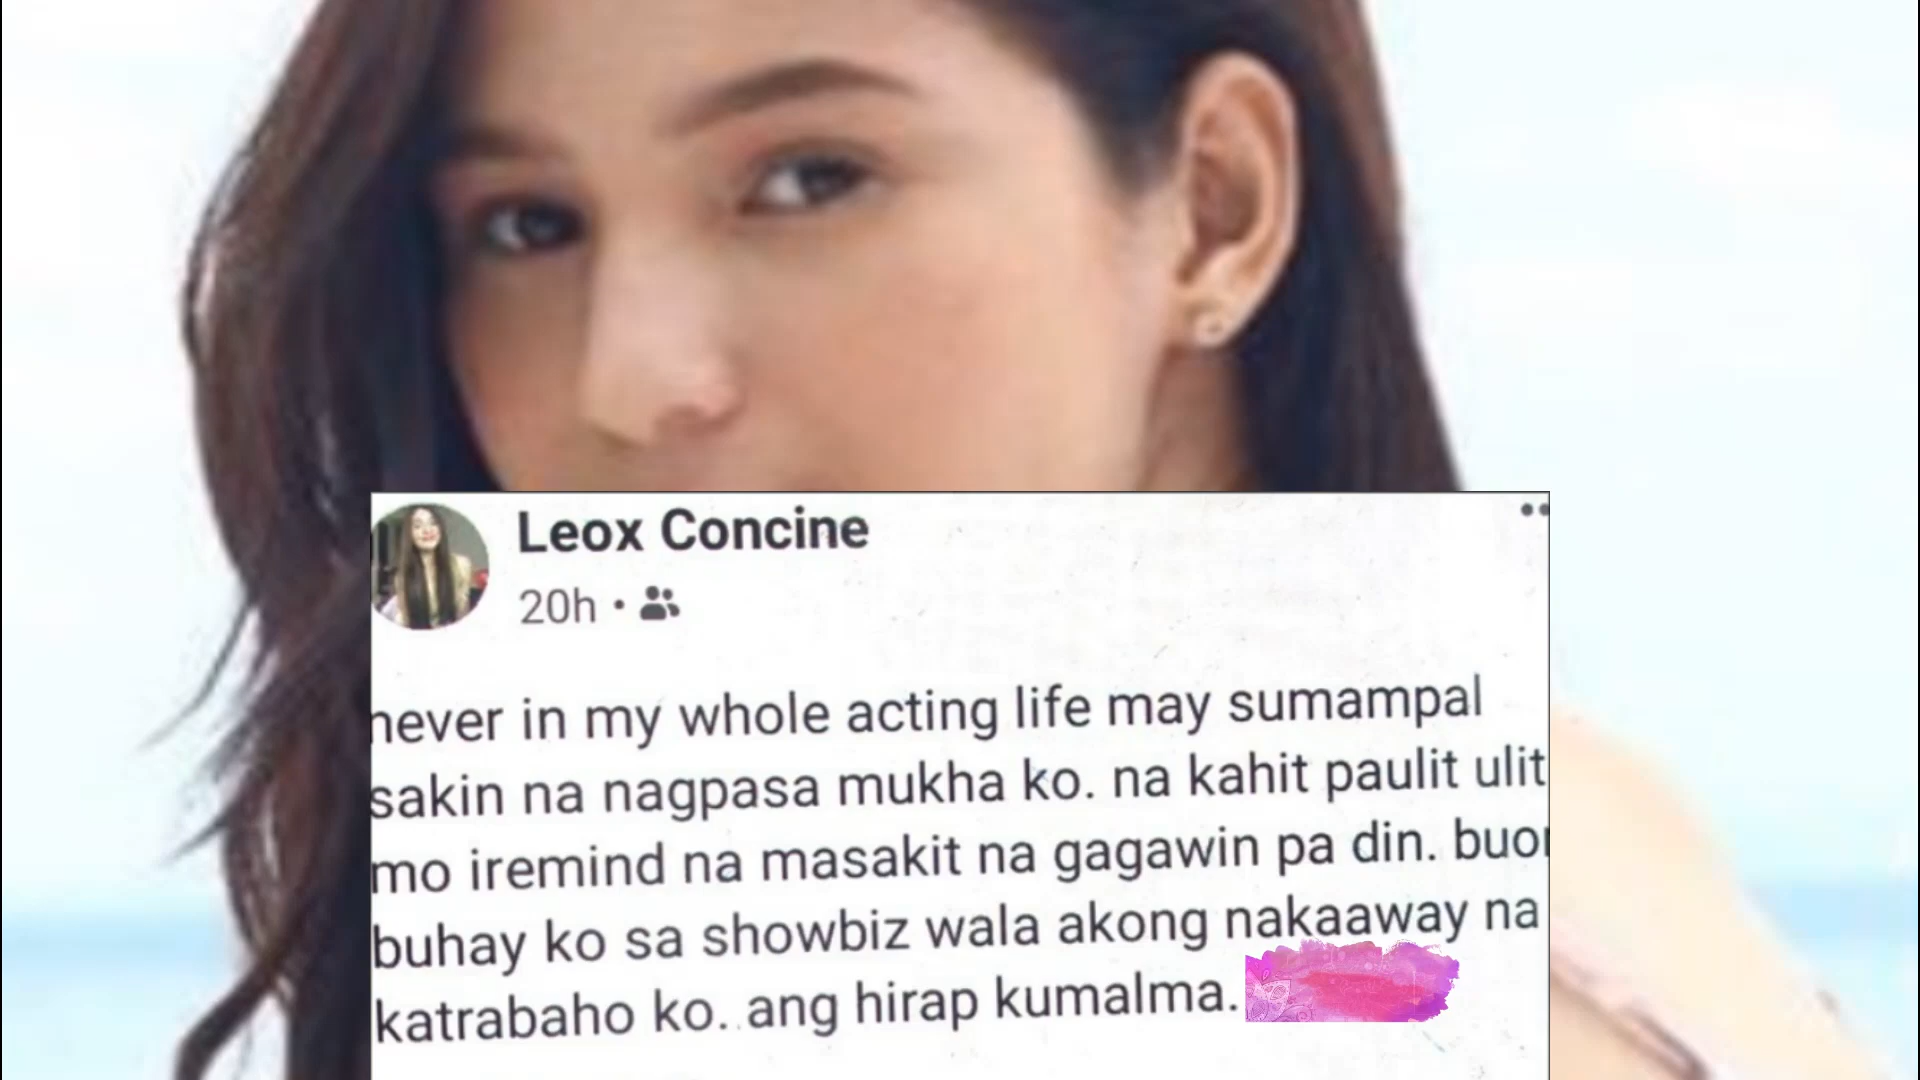 Leox Concine
20h
never in my whole acting life may sumampal
sakin na nagpasa mukha ko. na kahit paulit ulit
mo iremind na masakit na gagawin pa din.
buhay ko sa showbiz wala akong nakaaway na
katrabaho ko. ang hirap kumalma.